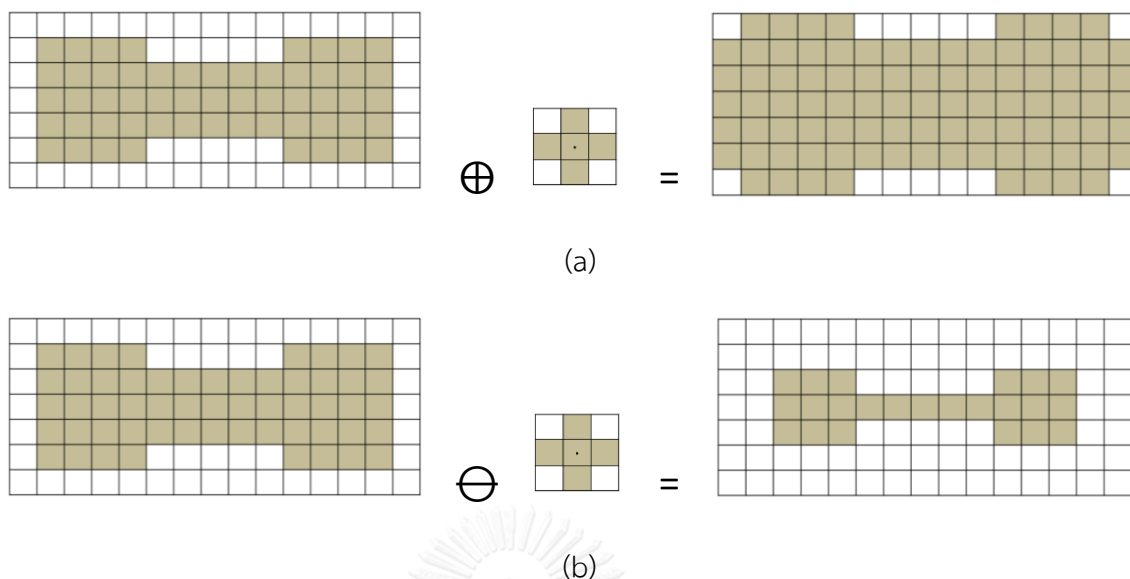 ⊕ =
(a)
⊖ =
(b)